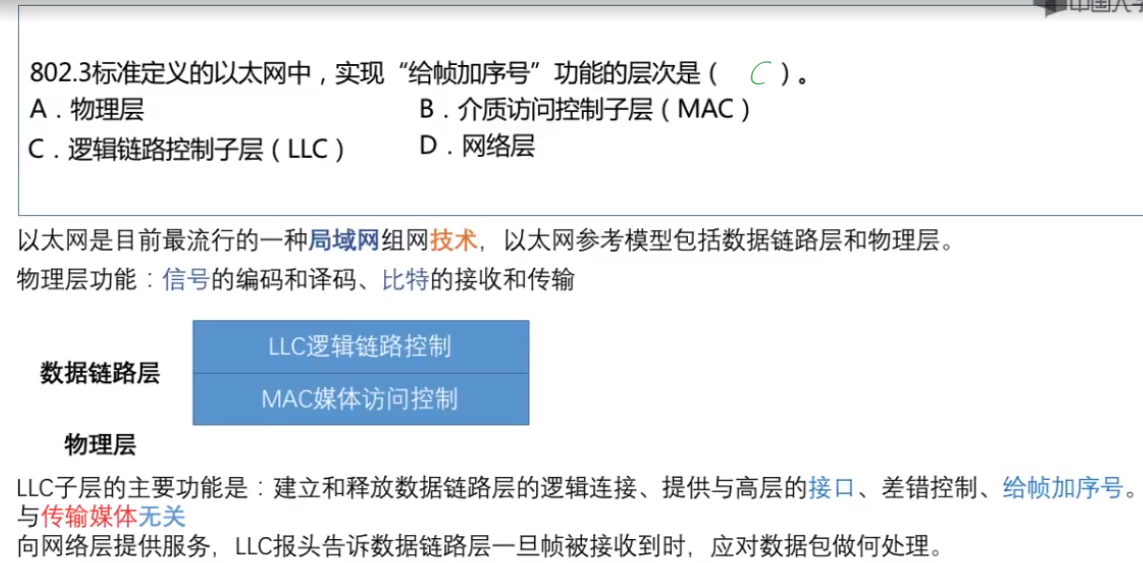 中国大学
802.3标准定义的以太网中，实现“给帧加序号”功能的层次是（ C ）。
A．物理层 B．介质访问控制子层（MAC）
C．逻辑链路控制子层（LLC） D．网络层
以太网是目前最流行的一种局域网组网技术，以太网参考模型包括数据链路层和物理层。
物理层功能：信号的编码和译码、比特的接收和传输
LLC逻辑链路控制
数据链路层
MAC媒体访问控制
物理层
LLC子层的主要功能是：建立和释放数据链路层的逻辑连接、提供与高层的接口、差错控制、给帧加序号。
与传输媒体无关
向网络层提供服务，LLC报头告诉数据链路层一旦帧被接收到时，应对数据包做何处理。